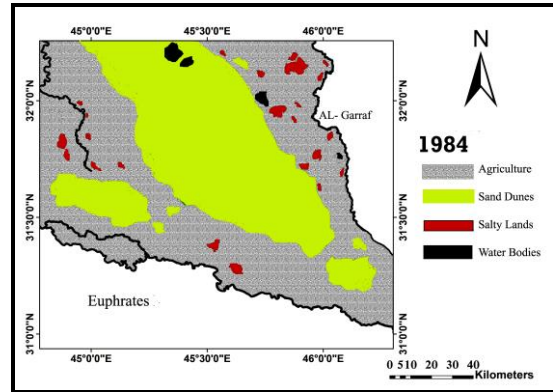 45°0'0"E 45°30'0"E 46°0'0"E
N
32°0'0"N
32°0'0"N
AL- Garraf
1984
Agriculture
Sand Dunes
Salty Lands
Water Bodies
31°30'0"N
31°30'0"N
Euphrates
31°0'0"N
31°0'0"N
45°0'0"E 45°30'0"E 46°0'0"E
0 5 10 20 30 40
Kilometers